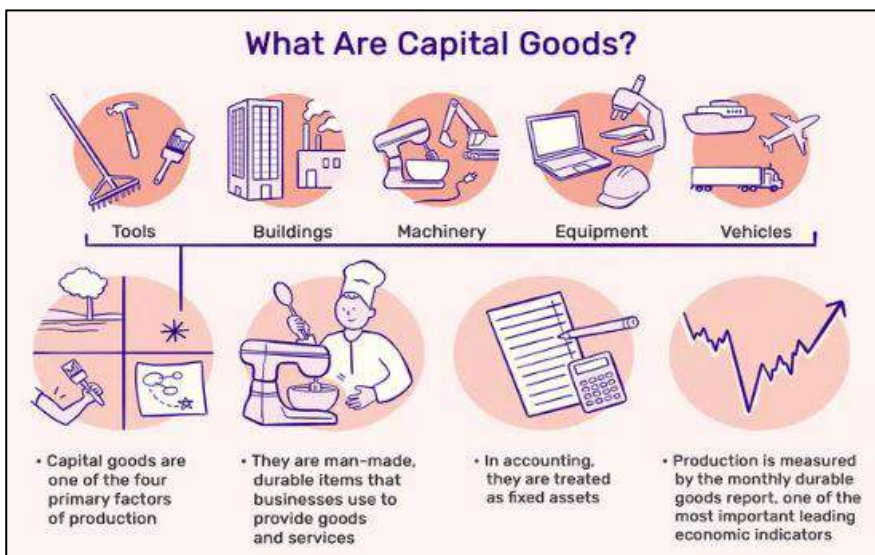 What Are Capital Goods?
Tools
Buildings
Machinery
Equipment
Vehicles
• Capital goods are
one of the four
primary factors
of production
• They are man-made,
durable items that
businesses use to
provide goods
and services
• In accounting,
they are treated
as fixed assets
• Production is measured
by the monthly durable
goods report, one of the
most important leading
economic indicators